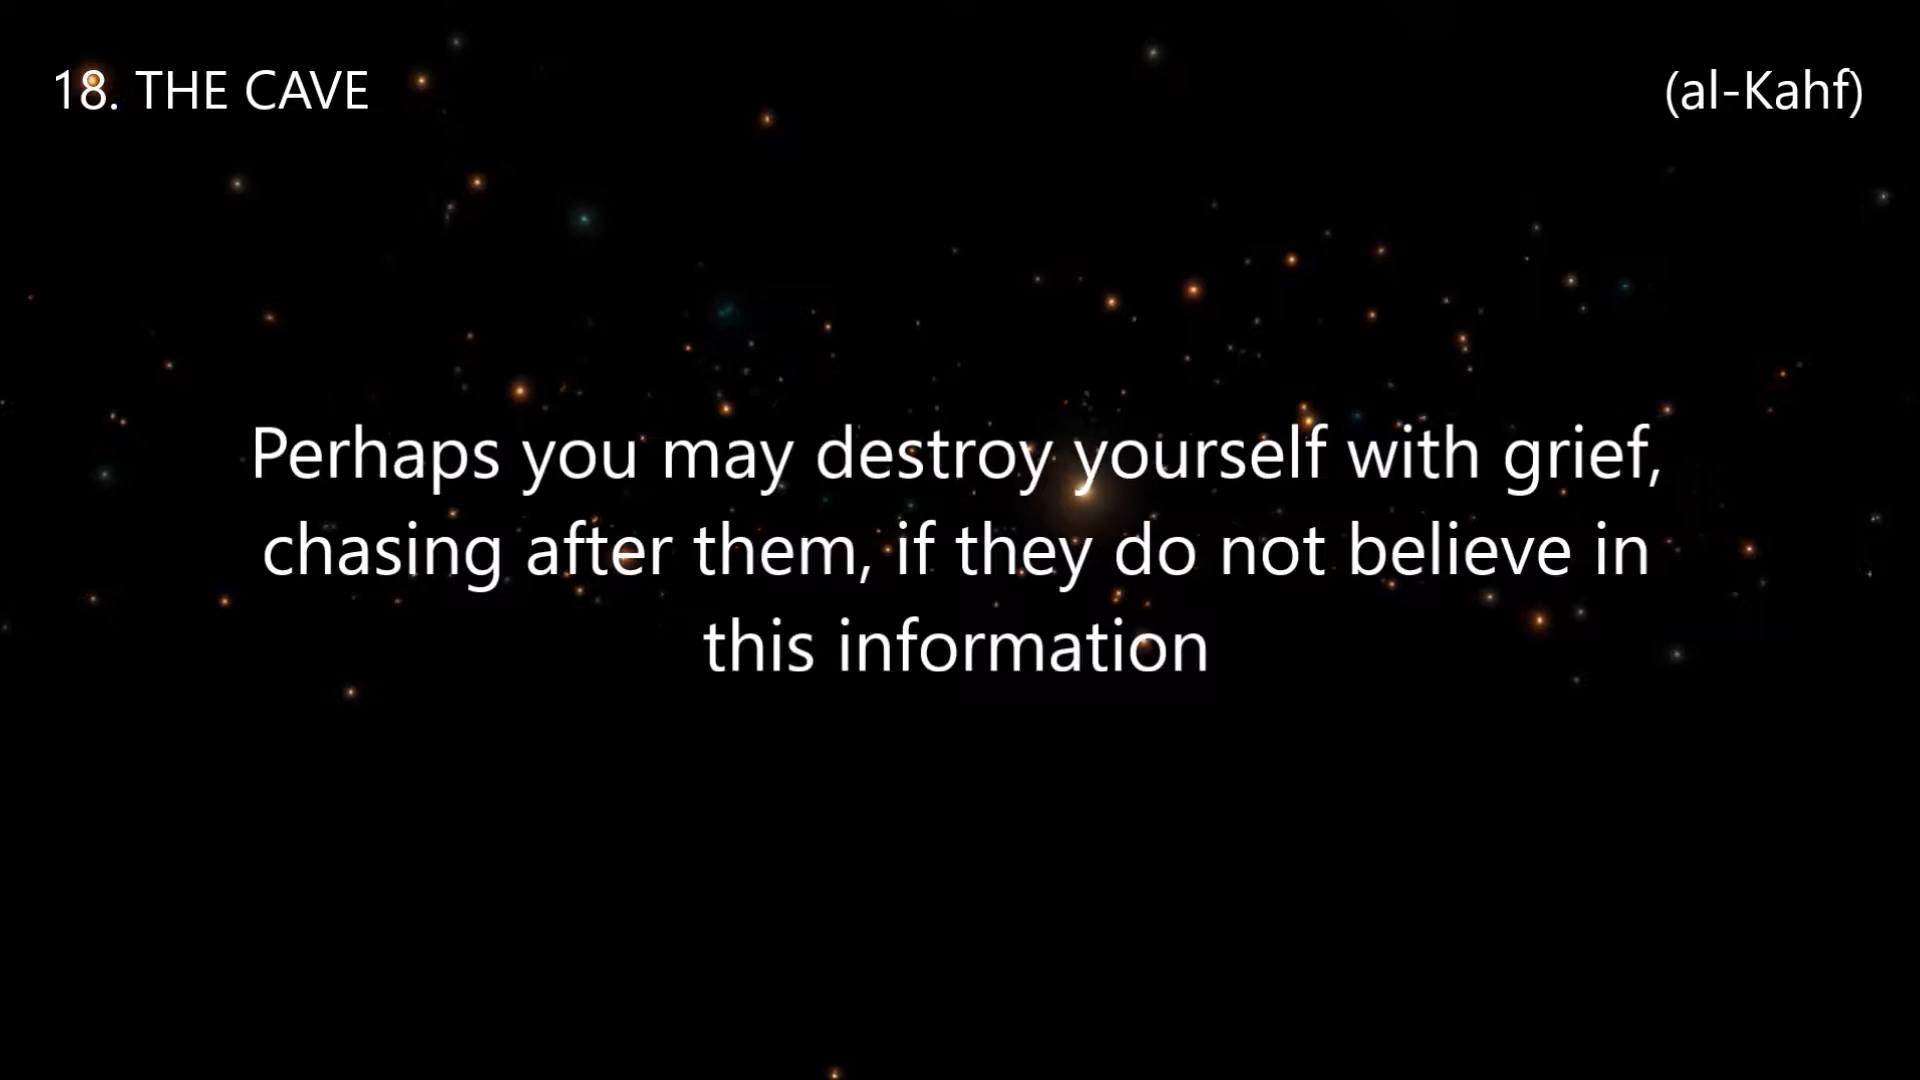 18. THE CAVE
(al-Kahf)
Perhaps you may destroy yourself with grief,
chasing after them, if they do not believe in
this information